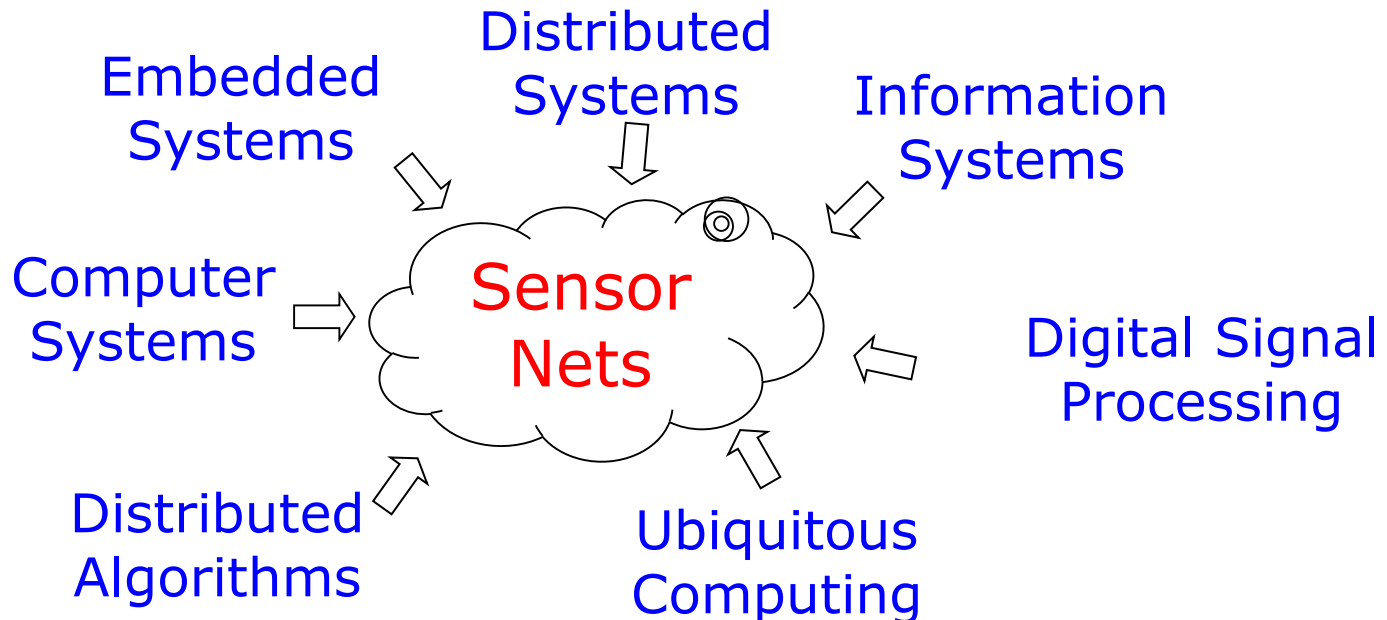 Distributed
Systems
Embedded
Systems
Information
Systems
Computer
Systems
Sensor
Nets
Digital Signal
Processing
Distributed
Algorithms
Ubiquitous
Computing